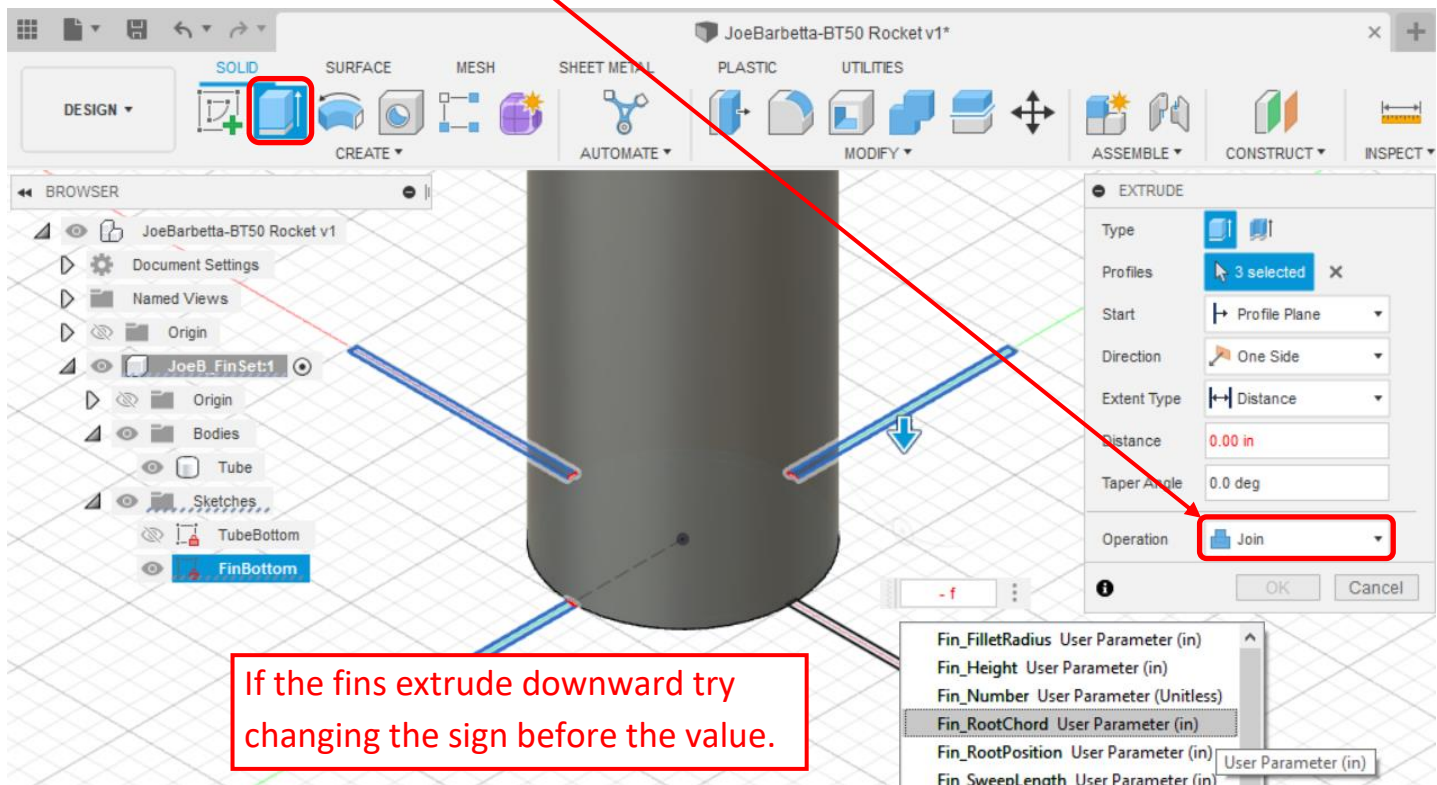 JoeBarbetta-BT50 Rocket v1*
SOLID SURFACE MESH SHEET METAL PLASTIC UTILITIES
DESIGN
CREATE AUTOMATE MODIFY ASSEMBLE CONSTRUCT INSPECT
BROWSER
JoeBarbetta-BT50 Rocket v1
Document Settings
Named Views
Origin
JoeB_FinSet:1
Origin
Bodies
Tube
Sketches
TubeBottom
FinBottom
EXTRUDE
Type
Profiles 3 selected
Start Profile Plane
Direction One Side
Extent Type Distance
Distance 0.00 in
Taper Angle 0.0 deg
Operation Join
OK Cancel
- f
Fin_FilletRadius User Parameter (in)
Fin_Height User Parameter (in)
Fin_Number User Parameter (Unitless)
Fin_RootChord User Parameter (in)
Fin_RootPosition User Parameter (in)
User Parameter (in)
Fin_SweepLength User Parameter (in)
If the fins extrude downward try
changing the sign before the value.